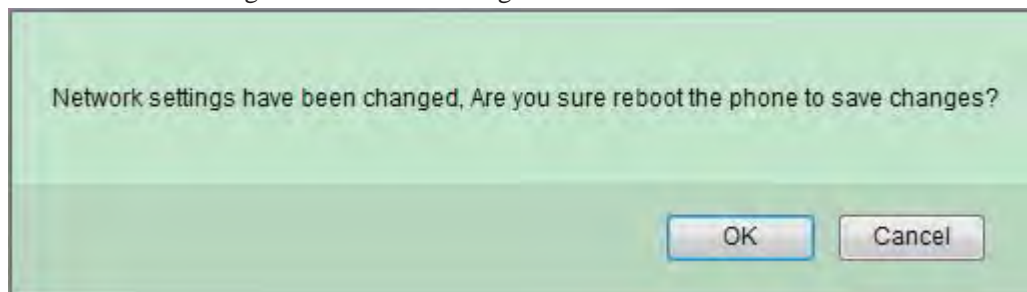 Network settings have been changed, Are you sure reboot the phone to save changes?
OK
Cancel